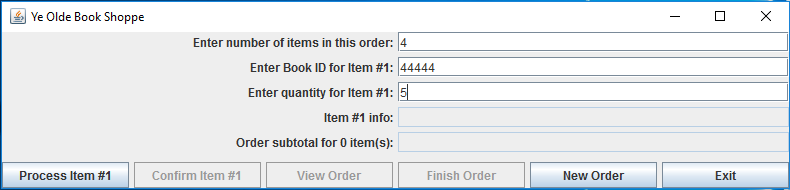 Ye Olde Book Shoppe
Enter number of items in this order: 4
Enter Book ID for Item #1: 44444
Enter quantity for Item #1: 5
Item #1 info:
Order subtotal for 0 item(s):
Process Item #1 Confirm Item #1 View Order Finish Order New Order Exit